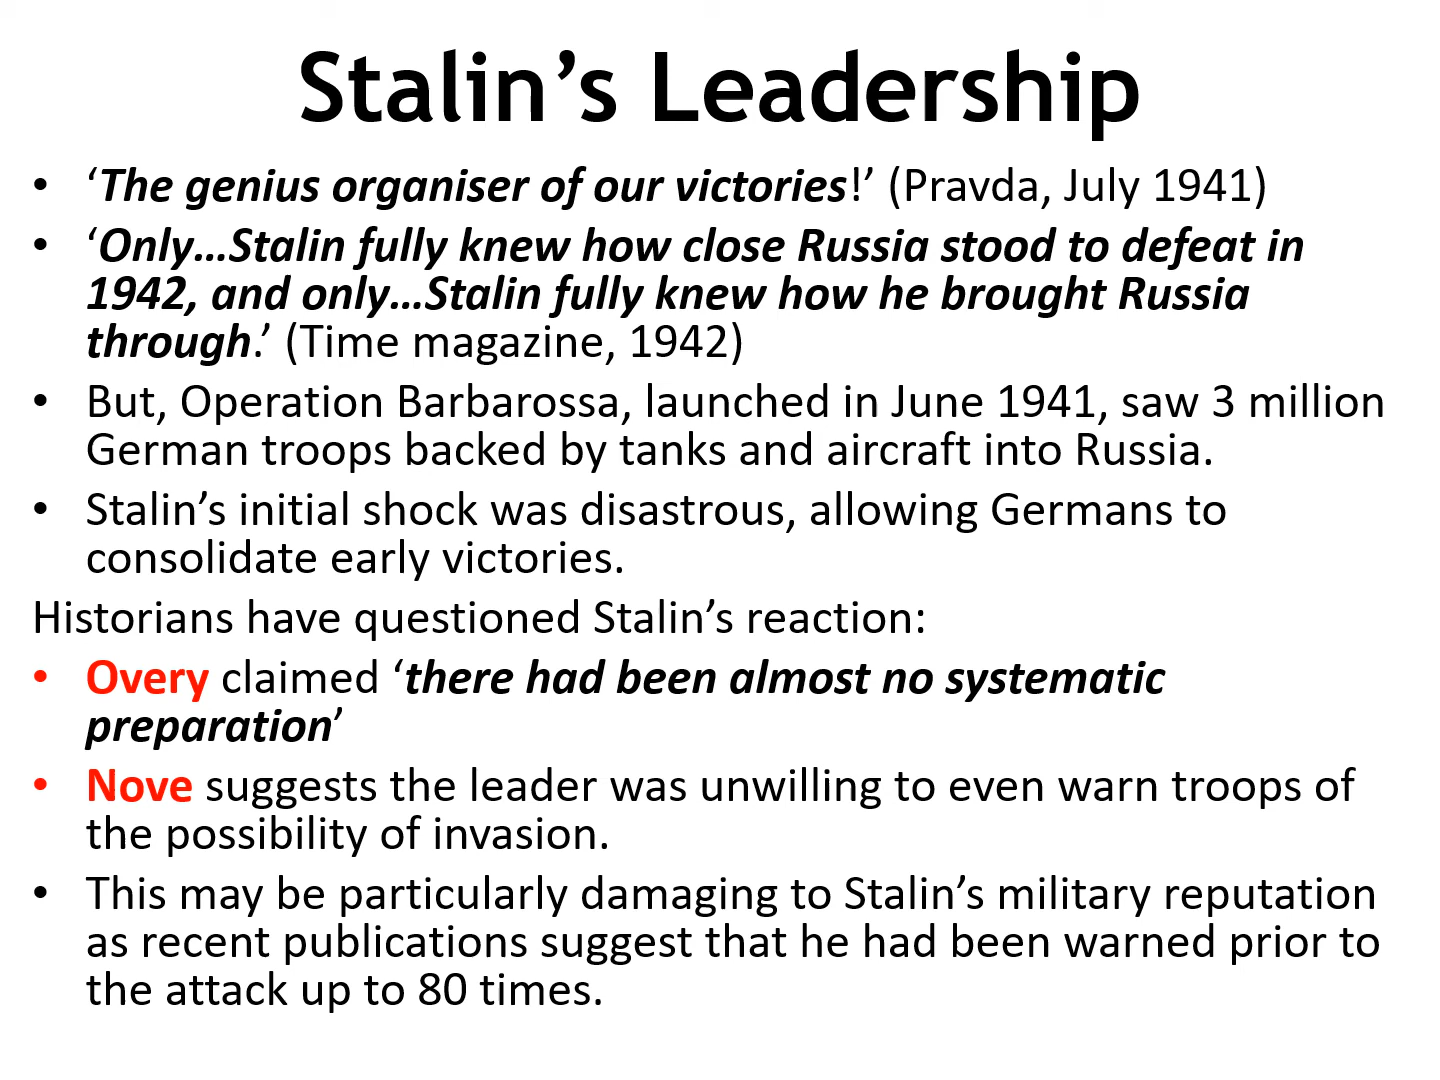 Stalin’s Leadership
• ‘The genius organiser of our victories!’ (Pravda, July 1941)
• ‘Only…Stalin fully knew how close Russia stood to defeat in
1942, and only…Stalin fully knew how he brought Russia
through.’ (Time magazine, 1942)
• But, Operation Barbarossa, launched in June 1941, saw 3 million
German troops backed by tanks and aircraft into Russia.
• Stalin’s initial shock was disastrous, allowing Germans to
consolidate early victories.
Historians have questioned Stalin’s reaction:
• Overy claimed ‘there had been almost no systematic
preparation’
• Nove suggests the leader was unwilling to even warn troops of
the possibility of invasion.
• This may be particularly damaging to Stalin’s military reputation
as recent publications suggest that he had been warned prior to
the attack up to 80 times.